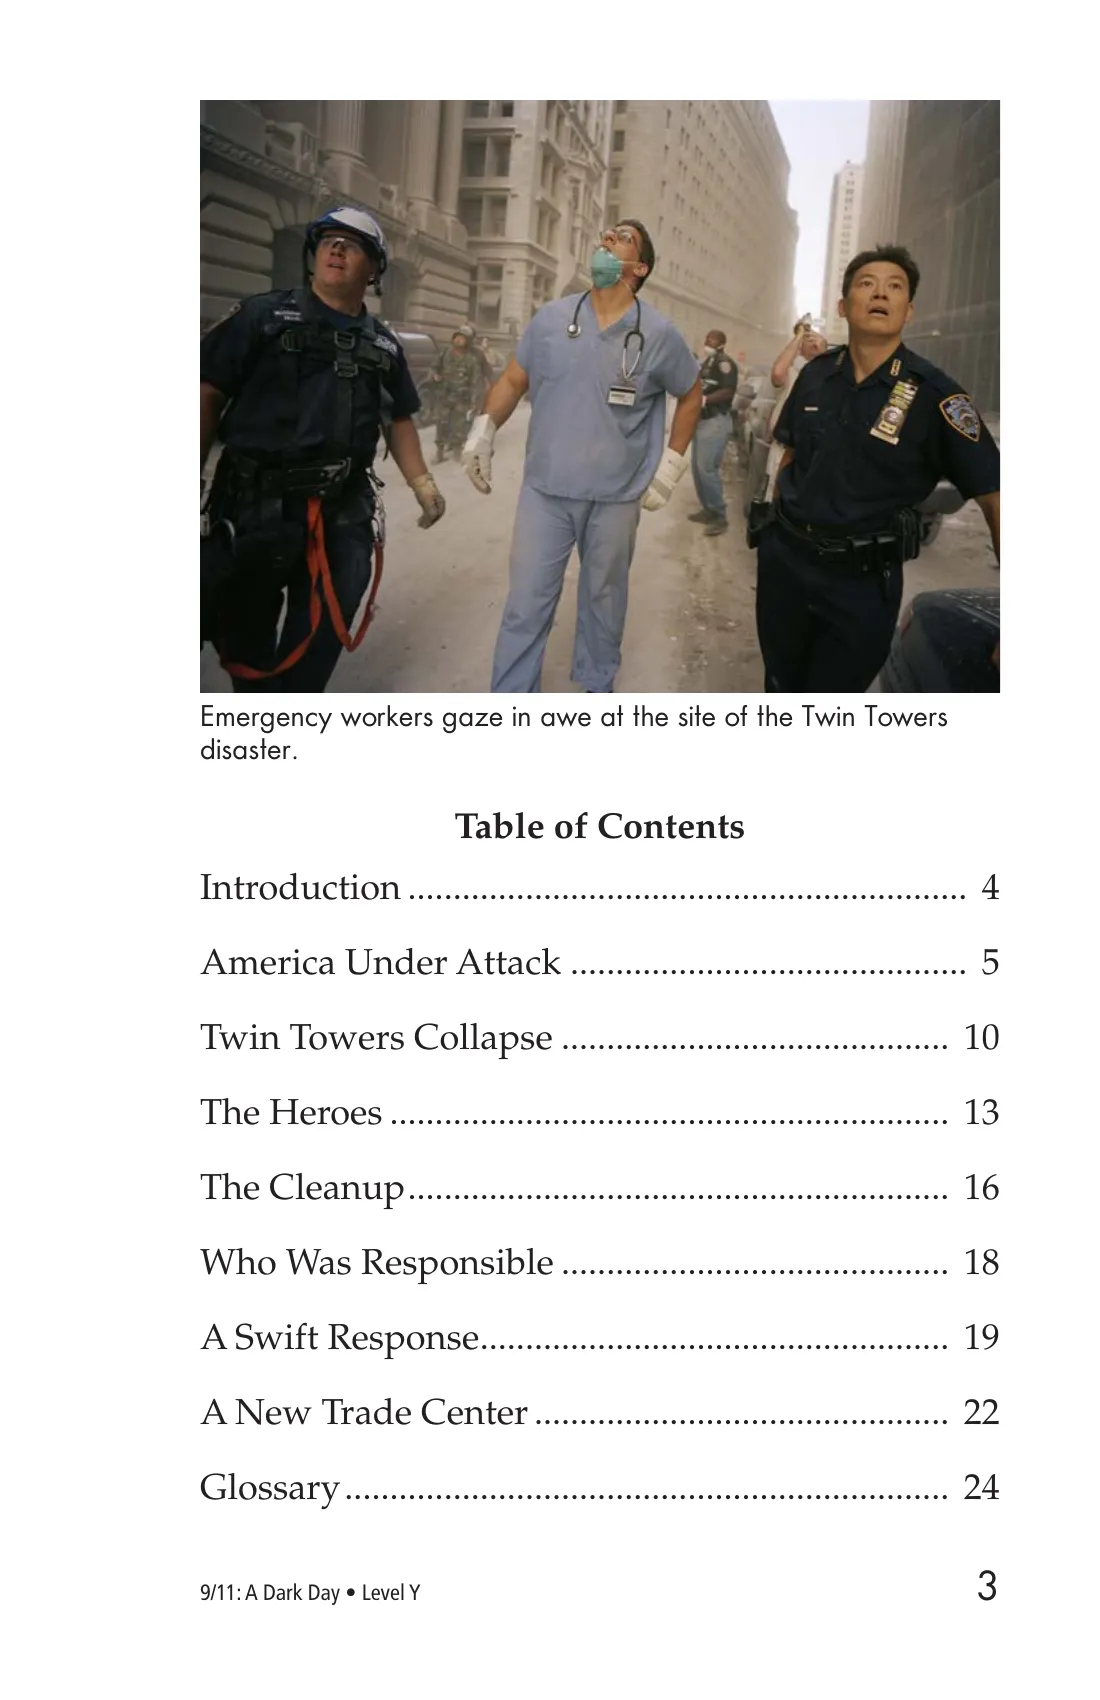 Emergency workers gaze in awe at the site of the Twin Towers
disaster.
Table of Contents
Introduction .............................................................. 4
America Under Attack ............................................ 5
Twin Towers Collapse ........................................... 10
The Heroes .............................................................. 13
The Cleanup............................................................ 16
Who Was Responsible ........................................... 18
A Swift Response.................................................... 19
A New Trade Center .............................................. 22
Glossary ................................................................... 24
9/11: A Dark Day • Level Y 3